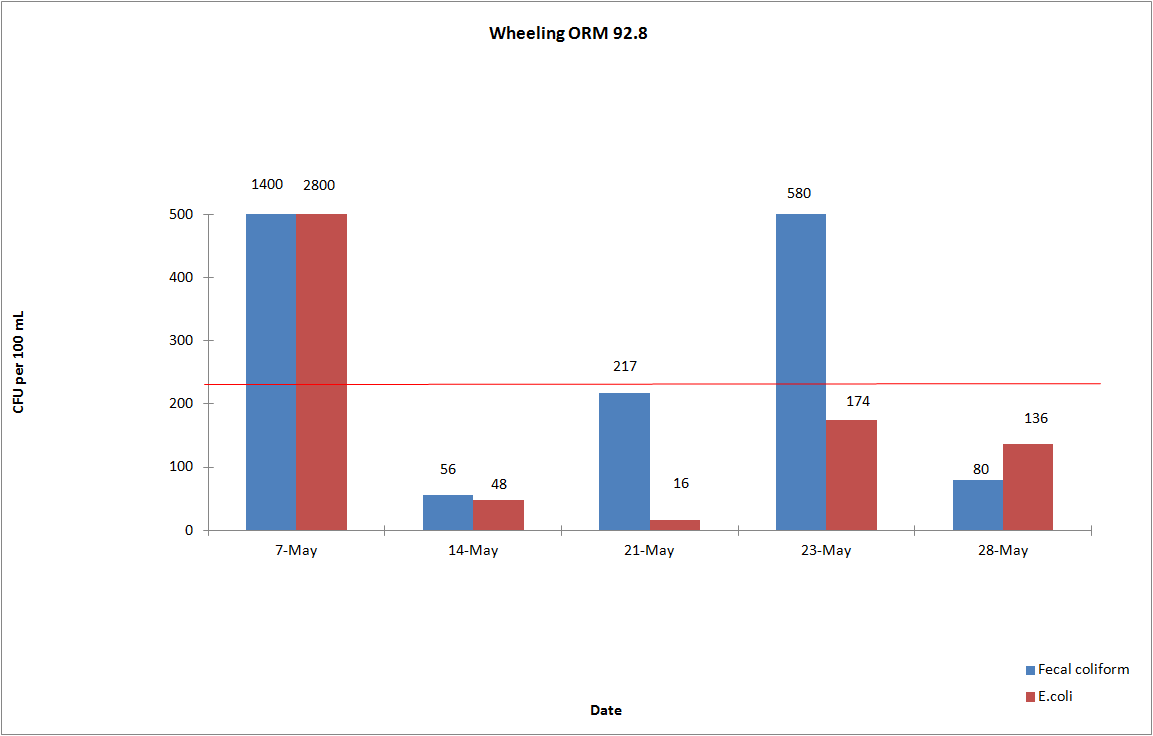 Wheeling ORM 92.8
1400 2800
580
500
400
300
217
200
174
136
100
56
48
16
80
0
7-May 14-May 21-May 23-May 28-May
CFU per 100 mL
Date
Fecal coliform
E.coli